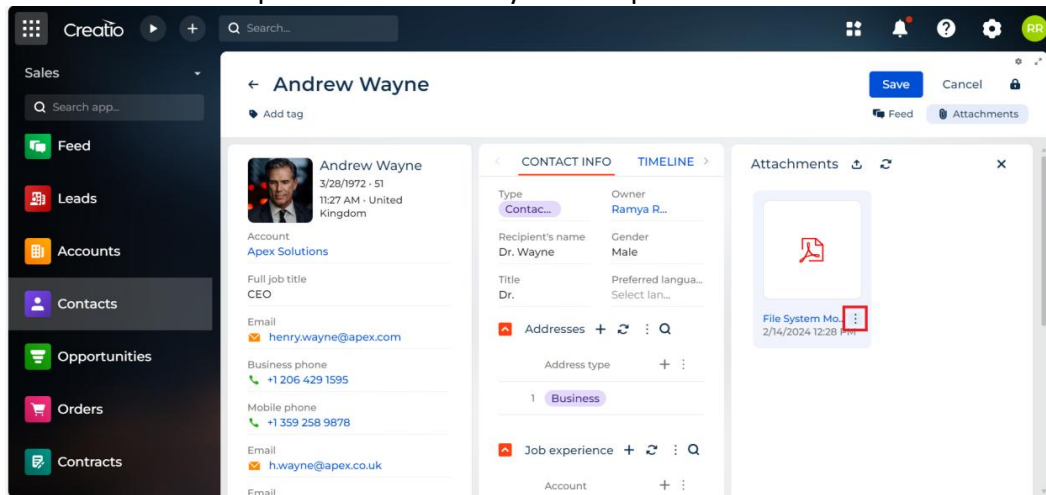 Creatio
Search...
RR
Sales
Search app...
Feed
Leads
Accounts
Contacts
Opportunities
Orders
Contracts
Andrew Wayne
Add tag
Save
Cancel
Feed
Attachments
Andrew Wayne
3/28/1972 · 51
11:27 AM · United
Kingdom
Account
Apex Solutions
Full job title
CEO
Email
henry.wayne@apex.com
Business phone
+1 206 429 1595
Mobile phone
+1 359 258 9878
Email
h.wayne@apex.co.uk
Email
CONTACT INFO
TIMELINE
Type
Owner
Contac...
Ramya R...
Recipient's name
Gender
Dr. Wayne
Male
Title
Preferred langua...
Dr.
Select lan...
Addresses
Address type
1 Business
Job experience
Account
Attachments
File System Mo...
2/14/2024 12:28 PM